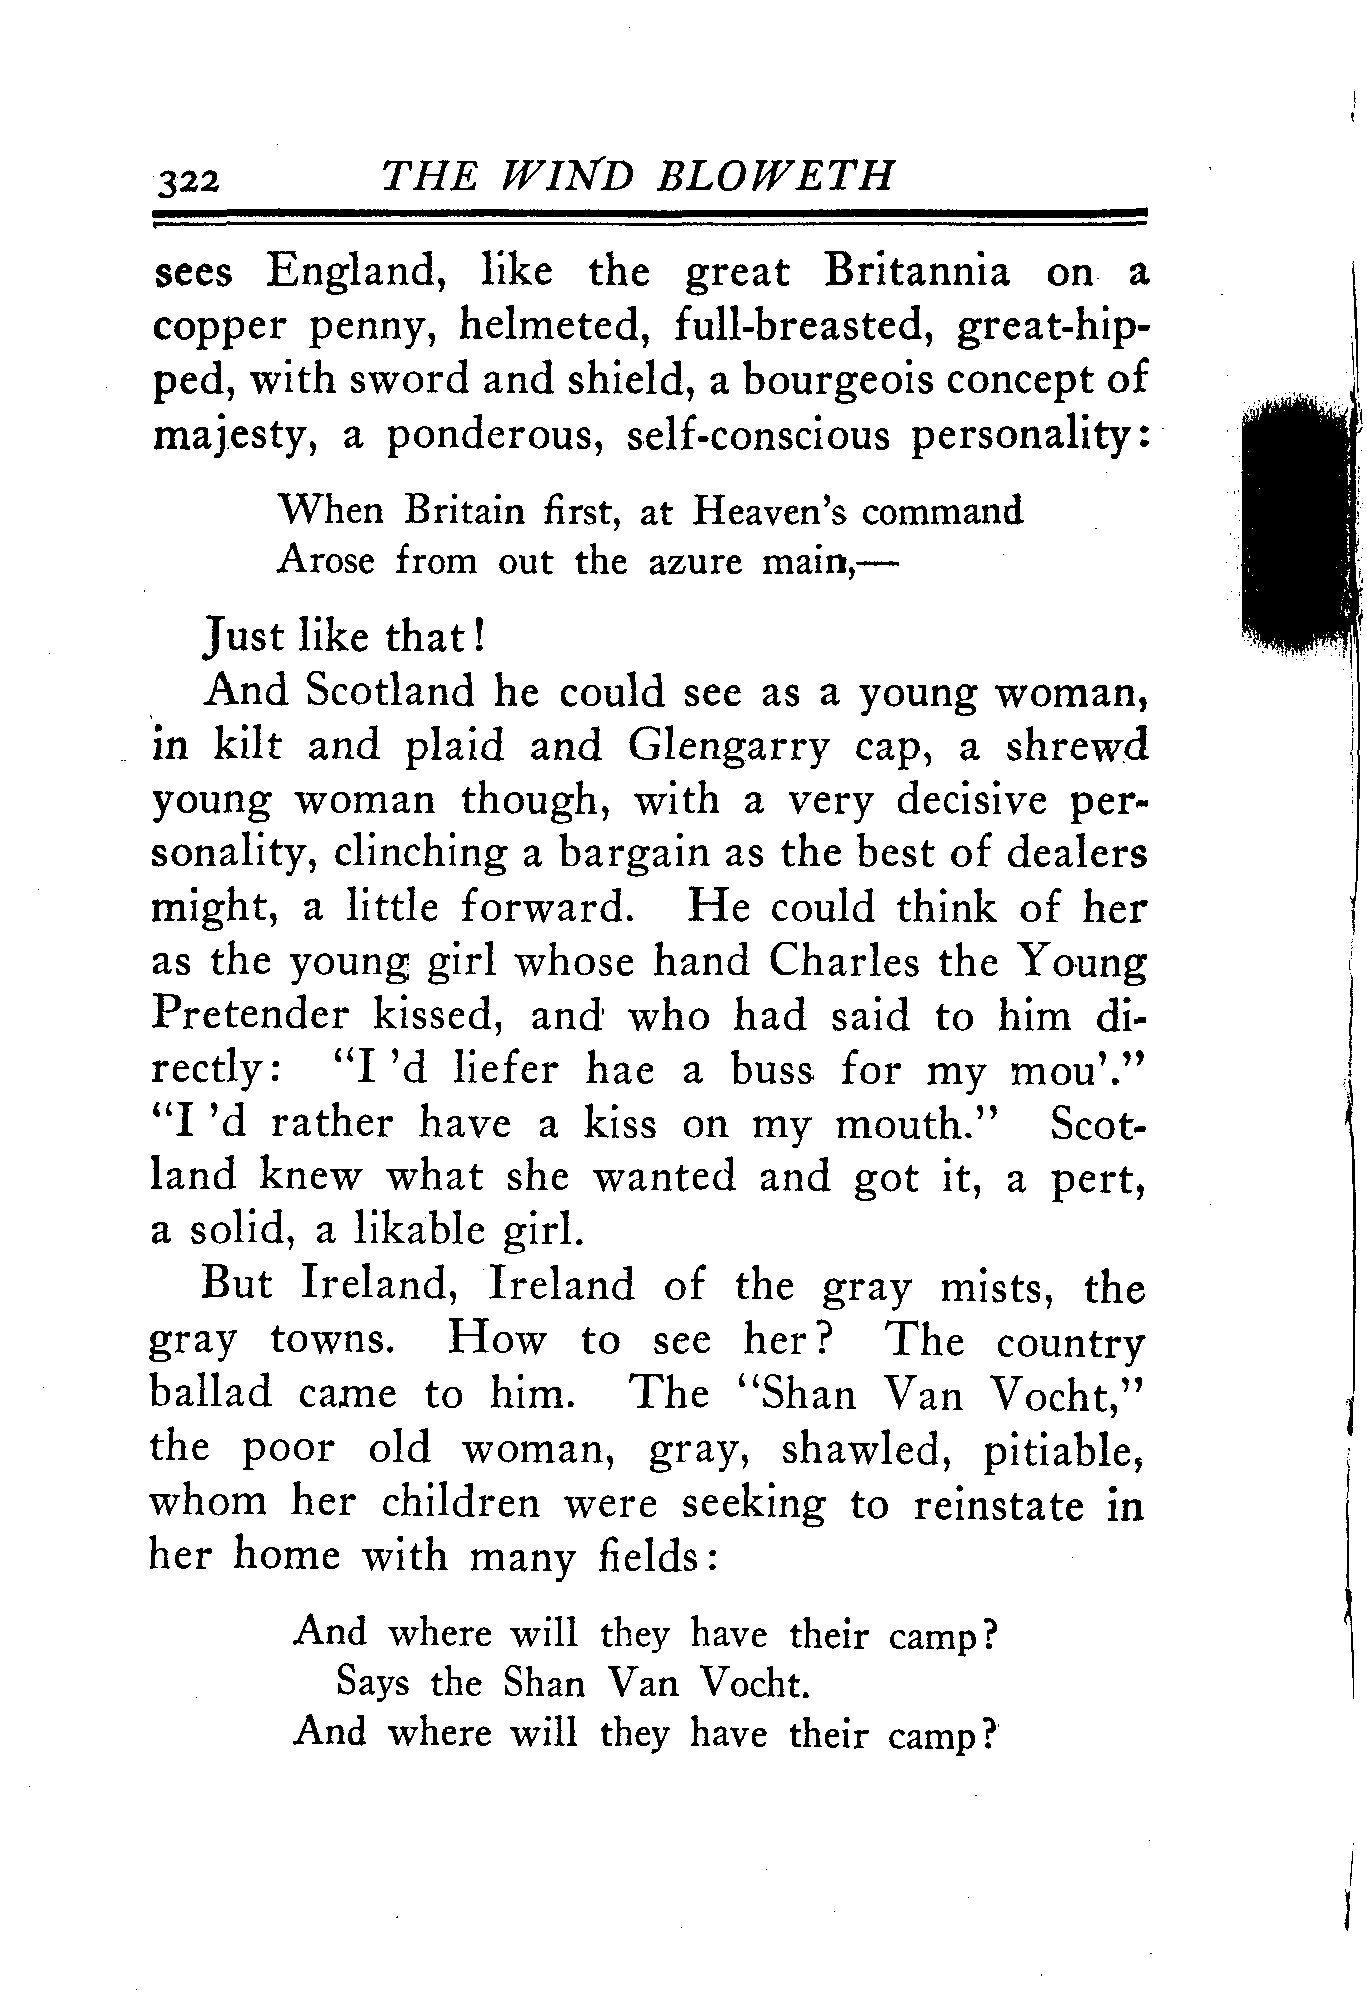 322 THE WIND BLOWETH
sees England, like the great Britannia on a
copper penny, helmeted, full-breasted, great-hip-
ped, with sword and shield, a bourgeois concept of
majesty, a ponderous, self-conscious personality:
When Britain first, at Heaven's command
Arose from out the azure main,—
Just like that!
And Scotland he could see as a young woman,
in kilt and plaid and Glengarry cap, a shrewd
young woman though, with a very decisive per-
sonality, clinching a bargain as the best of dealers
might, a little forward. He could think of her
as the young girl whose hand Charles the Young
Pretender kissed, and who had said to him di-
rectly: "I 'd liefer hae a buss for my mou'."
"I 'd rather have a kiss on my mouth." Scot-
land knew what she wanted and got it, a pert,
a solid, a likable girl.
But Ireland, Ireland of the gray mists, the
gray towns. How to see her? The country
ballad came to him. The "Shan Van Vocht,"
the poor old woman, gray, shawled, pitiable,
whom her children were seeking to reinstate in
her home with many fields:
And where will they have their camp?
Says the Shan Van Vocht.
And where will they have their camp?